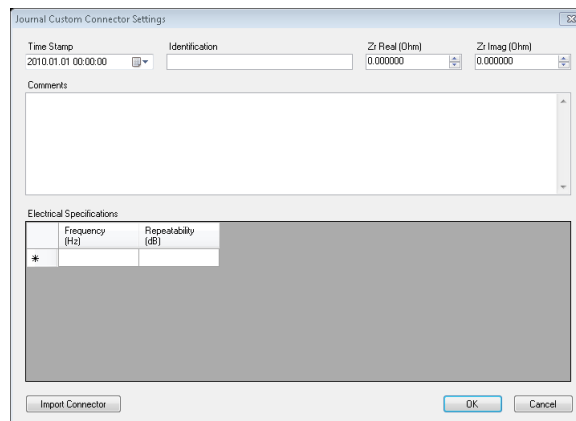 Journal Custom Connector Settings
Time Stamp Identification Zr Real (Ohm) Zr Imag (Ohm)
2010.01.01 00:00:00 0.000000 0.000000
Comments
Electrical Specifications
Frequency Repeatability
(Hz) (dB)
*
Import Connector OK Cancel